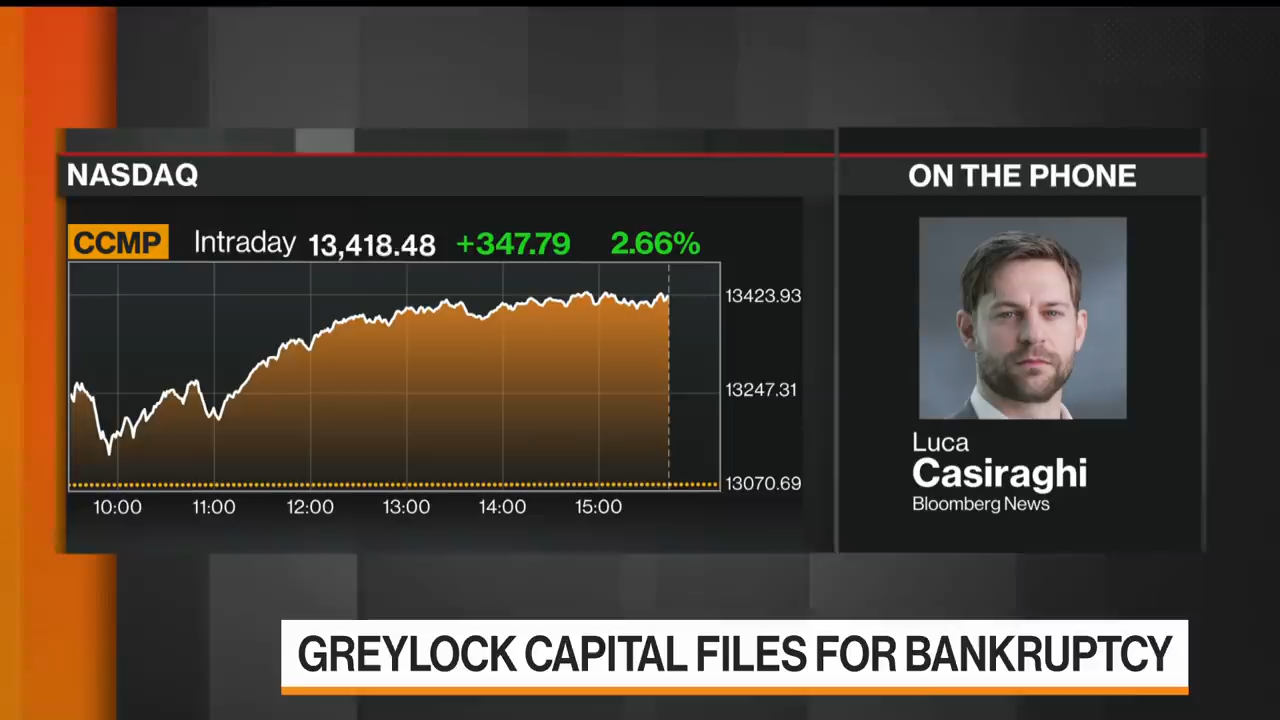 NASDAQ
CCMP Intraday 13,418.48 +347.79 2.66%
13423.93
13247.31
13070.69
10:00 11:00 12:00 13:00 14:00 15:00
ON THE PHONE
Luca
Casiraghi
Bloomberg News
GREYLOCK CAPITAL FILES FOR BANKRUPTCY